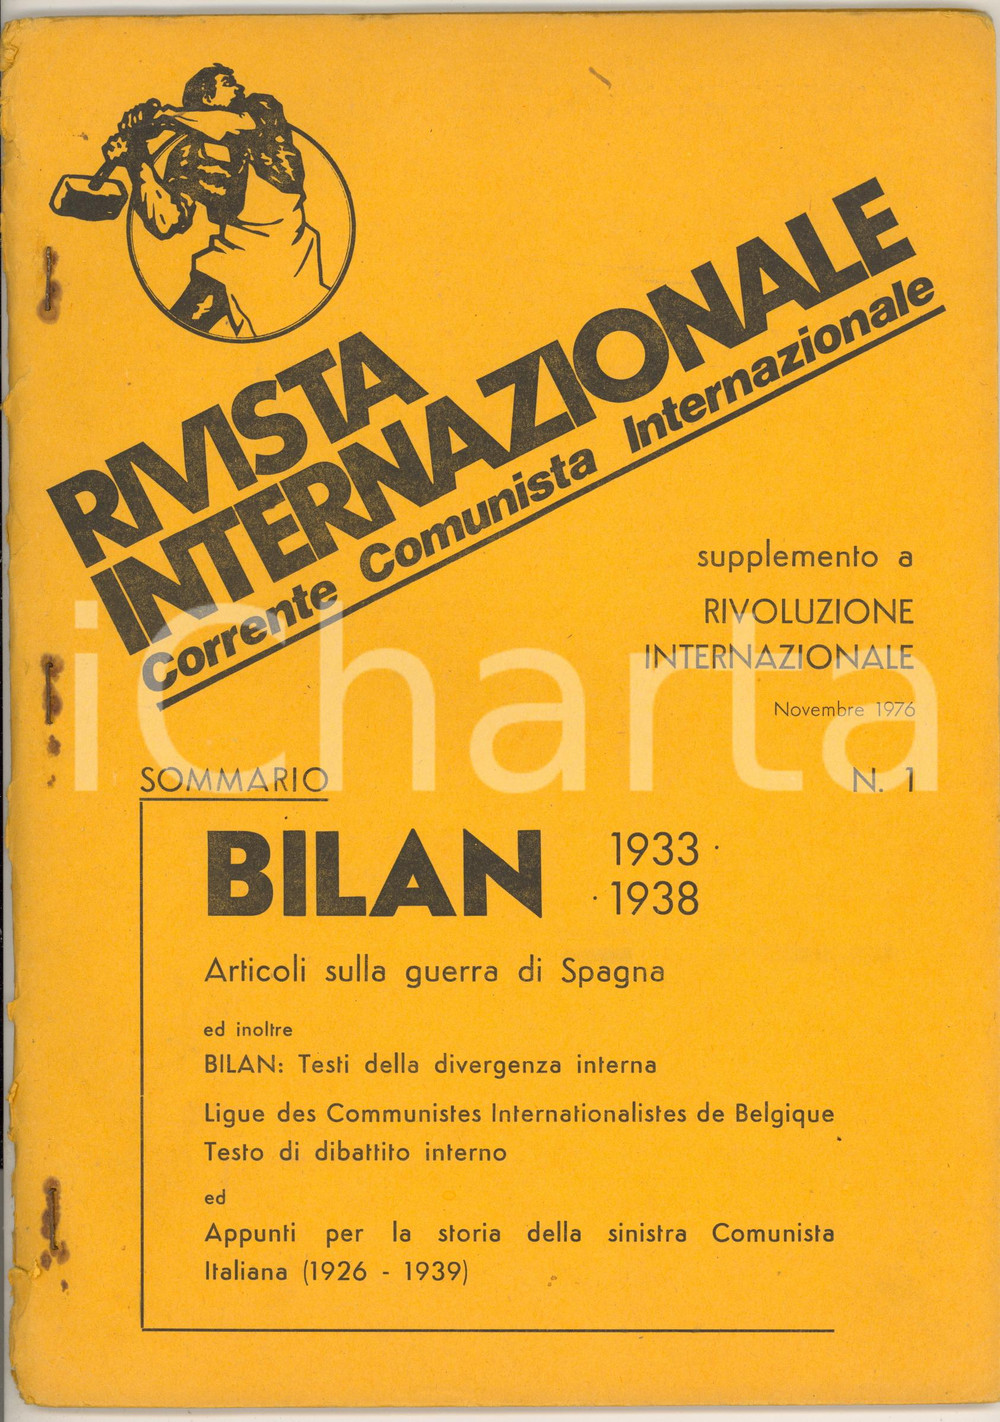 RIVISTA
INTERNAZIONALE
Corrente Comunista Internazionale
supplemento a
RIVOLUZIONE
INTERNAZIONALE
Novembre 1976
iCharta
SOMMARIO N. 1
BILAN 1933 ·
· 1938
Articoli sulla guerra di Spagna
ed inoltre
BILAN: Testi della divergenza interna
Ligue des Communistes Internationalistes de Belgique
Testo di dibattito interno
ed
Appunti per la storia della sinistra Comunista
Italiana (1926 - 1939)